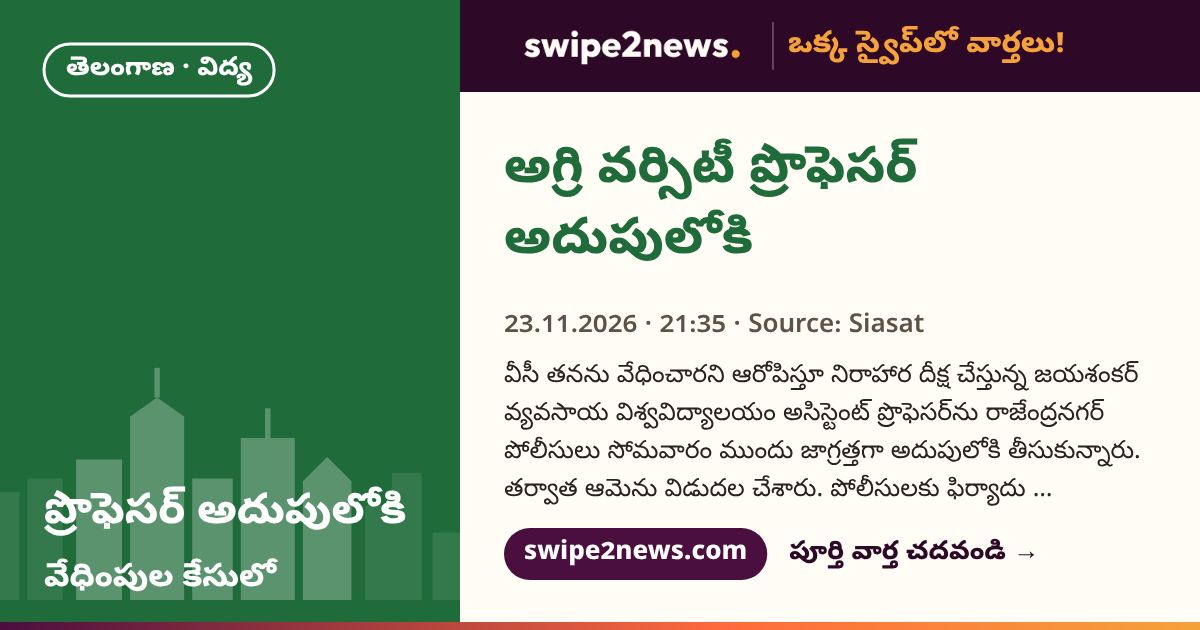 తెలంగాణ · విద్య
swipe2news.
ఒక్క స్వైప్‌లో వార్తలు!
అగ్రి వర్సిటీ ప్రొఫెసర్
అదుపులోకి
23.11.2026 · 21:35 · Source: Siasat
వీసీ తనను వేధించారని ఆరోపిస్తూ నిరాహార దీక్ష చేస్తున్న జయశంకర్
వ్యవసాయ విశ్వవిద్యాలయం అసిస్టెంట్ ప్రొఫెసర్‌ను రాజేంద్రనగర్
పోలీసులు సోమవారం ముందు జాగ్రత్తగా అదుపులోకి తీసుకున్నారు.
తర్వాత ఆమెను విడుదల చేశారు. పోలీసులకు ఫిర్యాదు ...
ప్రొఫెసర్ అదుపులోకి
వేధింపుల కేసులో
swipe2news.com
పూర్తి వార్త చదవండి →